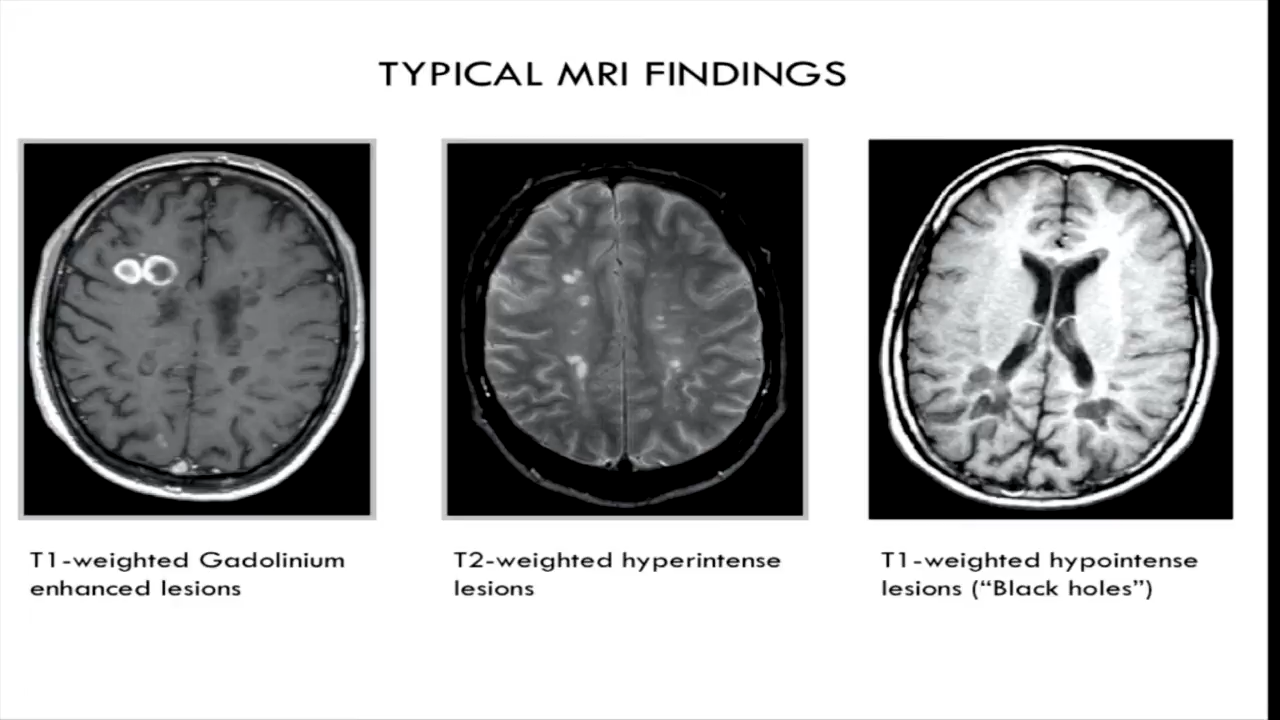 TYPICAL MRI FINDINGS
T1-weighted Gadolinium
enhanced lesions
T2-weighted hyperintense
lesions
T1-weighted hypointense
lesions (“Black holes”)